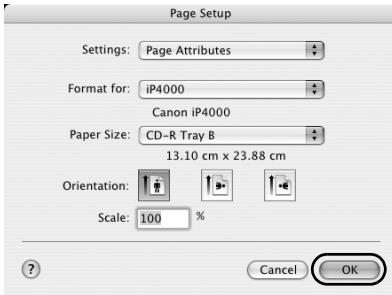 Page Setup
Settings: Page Attributes
Format for: iP4000
Canon iP4000
Paper Size: CD-R Tray B
13.10 cm x 23.88 cm
Orientation:
Scale: 100 %
? Cancel OK